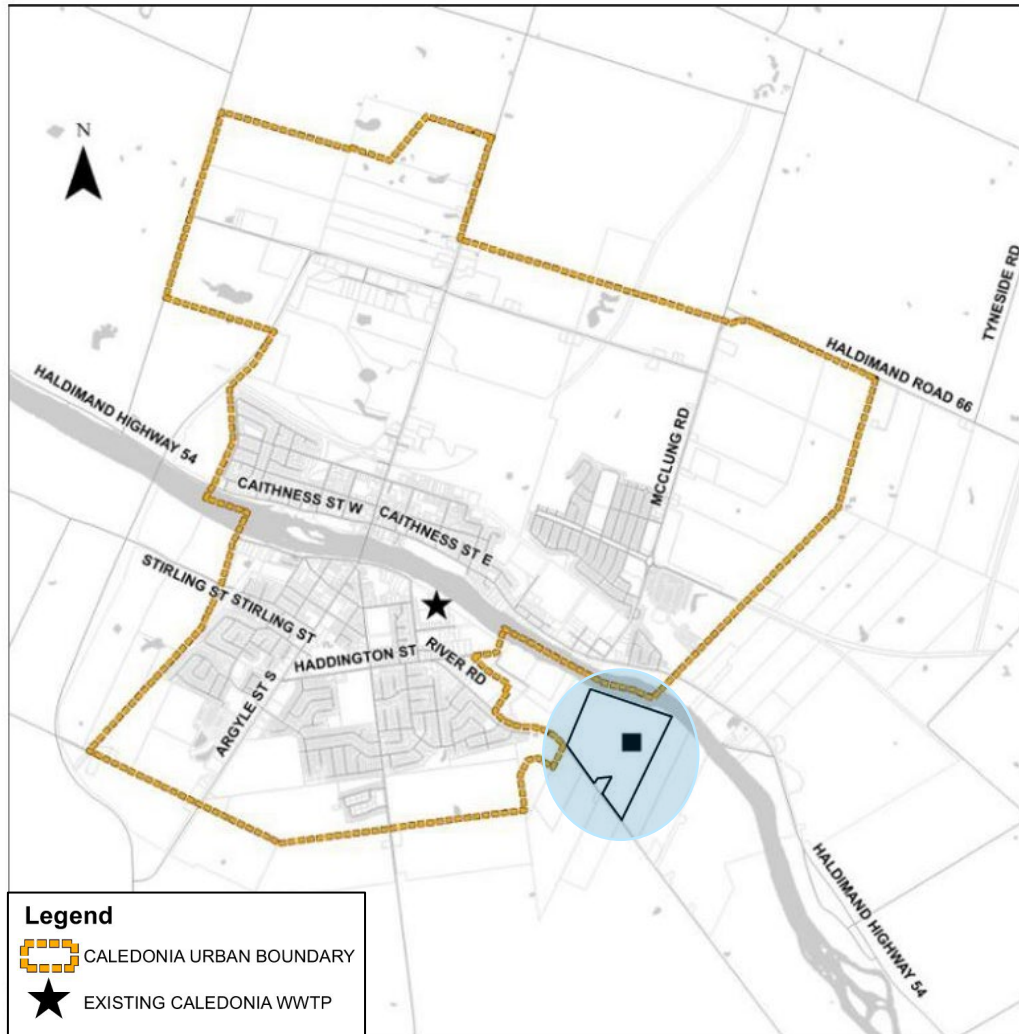 N
TYNESIDE RD
HALDIMAND ROAD 66
HALDIMAND HIGHWAY 54
MCCLUNG RD
CAITHNESS ST W
CAITHNESS ST E
STIRLING ST
STIRLING ST
HADDINGTON ST
RIVER RD
ARGYLE ST S
HALDIMAND HIGHWAY 54
Legend
CALEDONIA URBAN BOUNDARY
EXISTING CALEDONIA WWTP